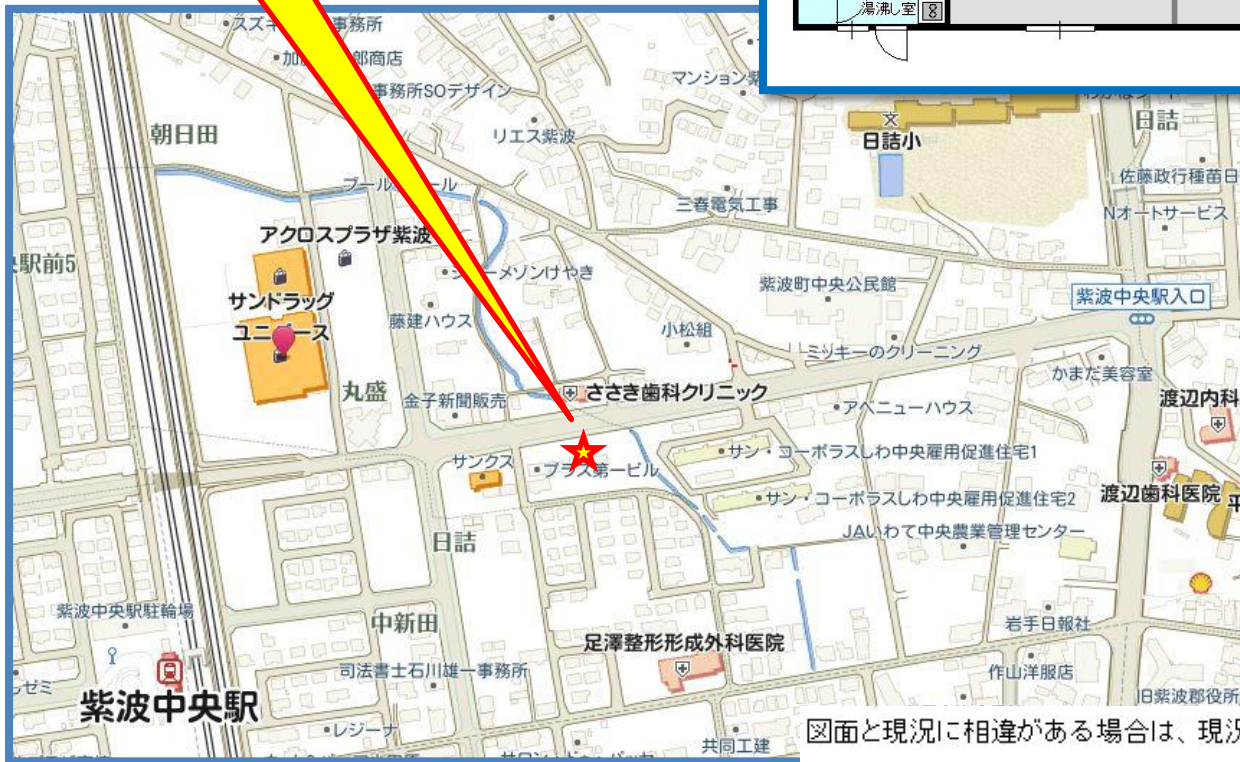 湯沸し室
事務所
郎商店
事務所SOデザイン
マンション紫
朝日田
リエス紫波
日詰小
日詰
佐藤政行種苗日
三春電気工事
Nオートサービス
アクロスプラザ紫波
メゾンけやき
駅前5
紫波町中央公民館
紫波中央駅入口
サンドラッグ
藤建ハウス
小松組
ミッキーのクリーニング
かまだ美容室
丸盛
金子新聞販売
ささき歯科クリニック
アベニューハウス
渡辺内科
サンクス
プラス第一ビル
サン・コーポラスしわ中央雇用促進住宅1
サン・コーポラスしわ中央雇用促進住宅2
渡辺歯科医院
平
日詰
JAいわて中央農業管理センター
紫波中央駅駐輪場
中新田
足澤整形形成外科医院
岩手日報社
司法書士石川雄一事務所
作山洋服店
ゼミ
紫波中央駅
旧紫波郡役所
レジーナ
共同工建
図面と現況に相違がある場合は、現況